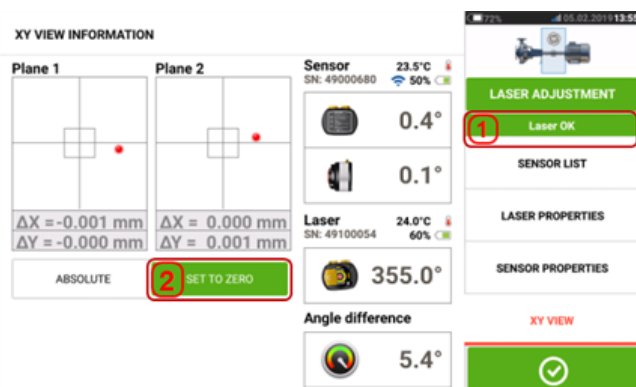 72% 05.02.2019 13:55
XY VIEW INFORMATION
Plane 1
Plane 2
ΔX =-0.001 mm
ΔY =-0.000 mm
ΔX = 0.000 mm
ΔY = 0.001 mm
ABSOLUTE
2 SET TO ZERO
Sensor 23.5°C
SN: 49000680 50%
0.4°
0.1°
Laser 24.0°C
SN: 49100054 60%
355.0°
Angle difference
5.4°
LASER ADJUSTMENT
1 Laser OK
SENSOR LIST
LASER PROPERTIES
SENSOR PROPERTIES
XY VIEW